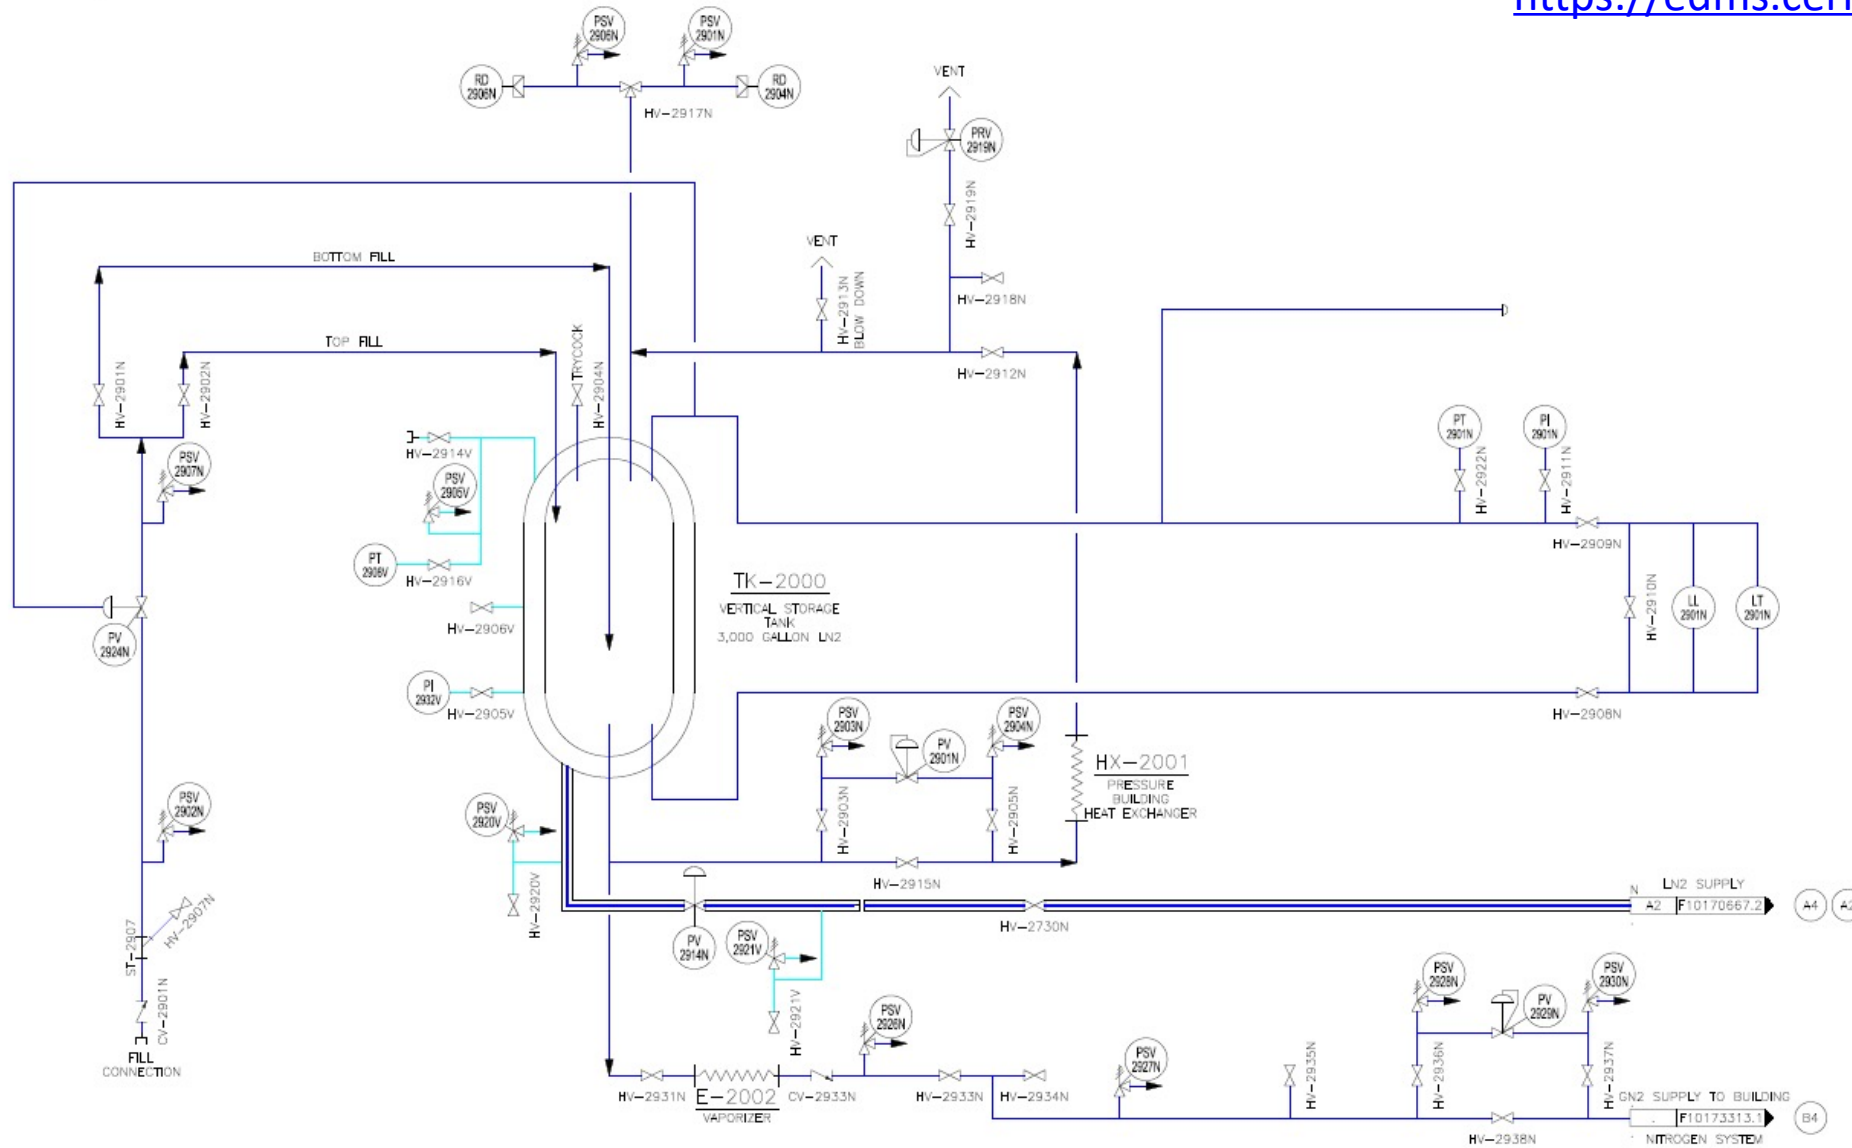 https://edms.cern
PSV
2906N
PSV
2901N
RD
2906N
RD
2904N
HV-2917N
VENT
PRV
2919N
HV-2919N
VENT
HV-2913N
BLOW DOWN
HV-2918N
HV-2912N
BOTTOM FILL
TOP FILL
HV-2901N
HV-2902N
TRYCOCK
HV-2904N
PSV
2907N
HV-2914V
PSV
2905V
PT
2906V
HV-2916V
HV-2906V
PI
2932V
HV-2905V
PV
2924N
TK-2000
VERTICAL STORAGE
TANK
3,000 GALLON LN2
PT
2901N
HV-2922N
PI
2901N
HV-2911N
HV-2909N
HV-2910N
LL
2901N
LT
2901N
HV-2908N
PSV
2903N
PV
2901N
PSV
2904N
HX-2001
PRESSURE
BUILDING
HEAT EXCHANGER
HV-2903N
HV-2905N
HV-2915N
PSV
2902N
PSV
2920V
HV-2920V
HV-2907N
ST-2907
CV-2901N
FILL
CONNECTION
PV
2914N
PSV
2921V
HV-2921V
HV-2730N
N
LN2 SUPPLY
A2
F10170667.2
A4
A2
PSV
2926N
HV-2931N
E-2002
VAPORIZER
CV-2933N
HV-2933N
HV-2934N
PSV
2927N
HV-2935N
PSV
2928N
PV
2929N
PSV
2930N
HV-2936N
HV-2937N
HV-2938N
GN2 SUPPLY TO BUILDING
F10173313.1
B4
NITROGEN SYSTEM